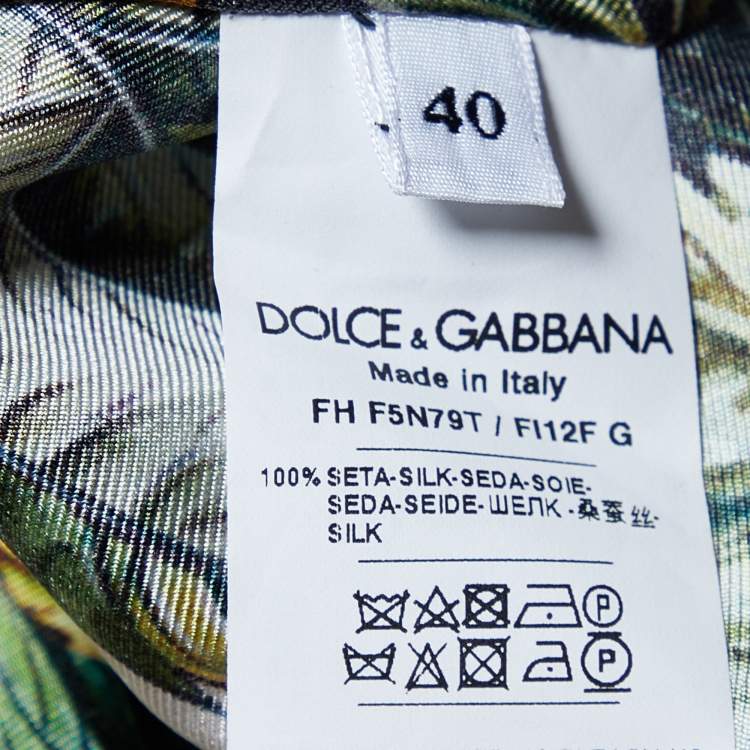 40
DOLCE & GABBANA
Made in Italy
FH F5N79T / FI12F G
100% SETA-SILK-SEDA-SOIE-
SEDA-SEIDE-ШЕЛК-桑蚕丝-
SILK
P
P